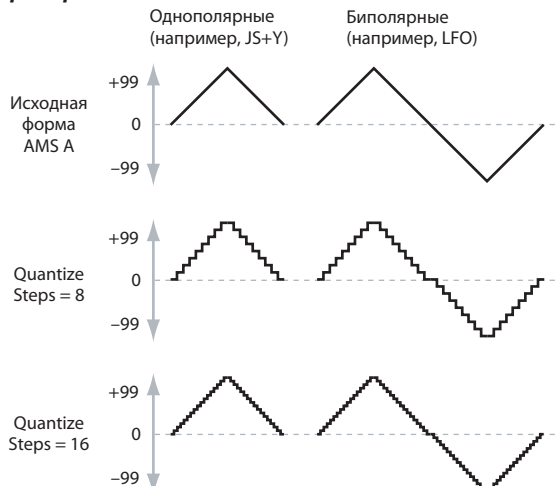 Однополярные
(например, JS+Y)
Биполярные
(например, LFO)
Исходная
форма
AMS A
+99
0
–99
Quantize
Steps = 8
+99
0
–99
Quantize
Steps = 16
+99
0
–99